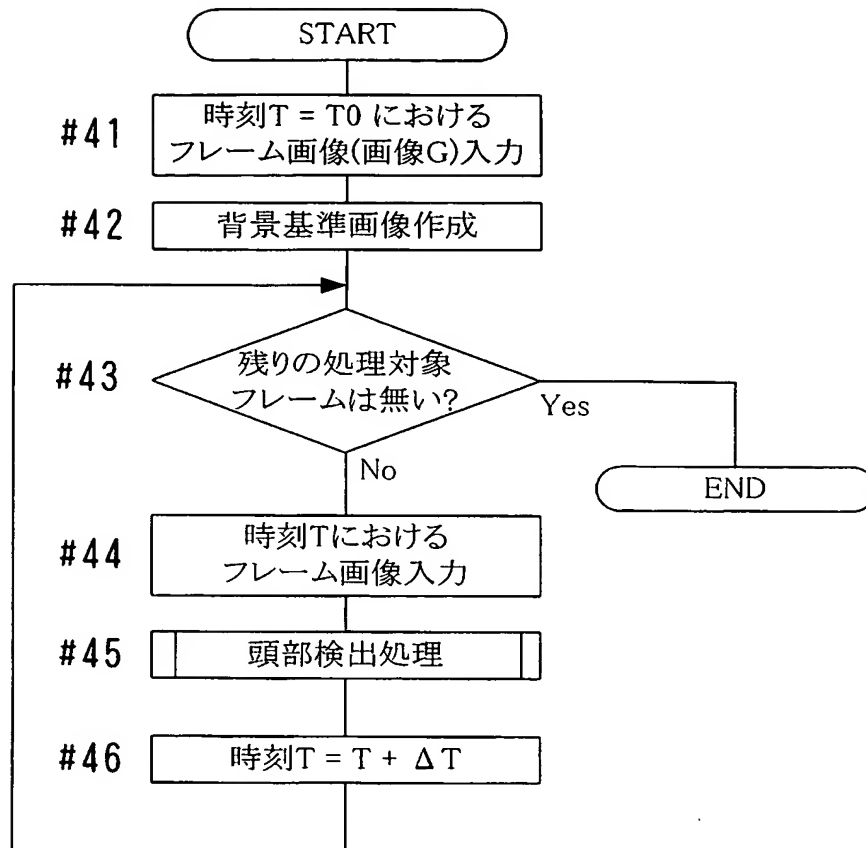 START
#41
時刻T = T0 における
フレーム画像(画像G)入力
#42
背景基準画像作成
#43
残りの処理対象
フレームは無い?
Yes
No
END
#44
時刻Tにおける
フレーム画像入力
#45
頭部検出処理
#46
時刻T = T + ΔT